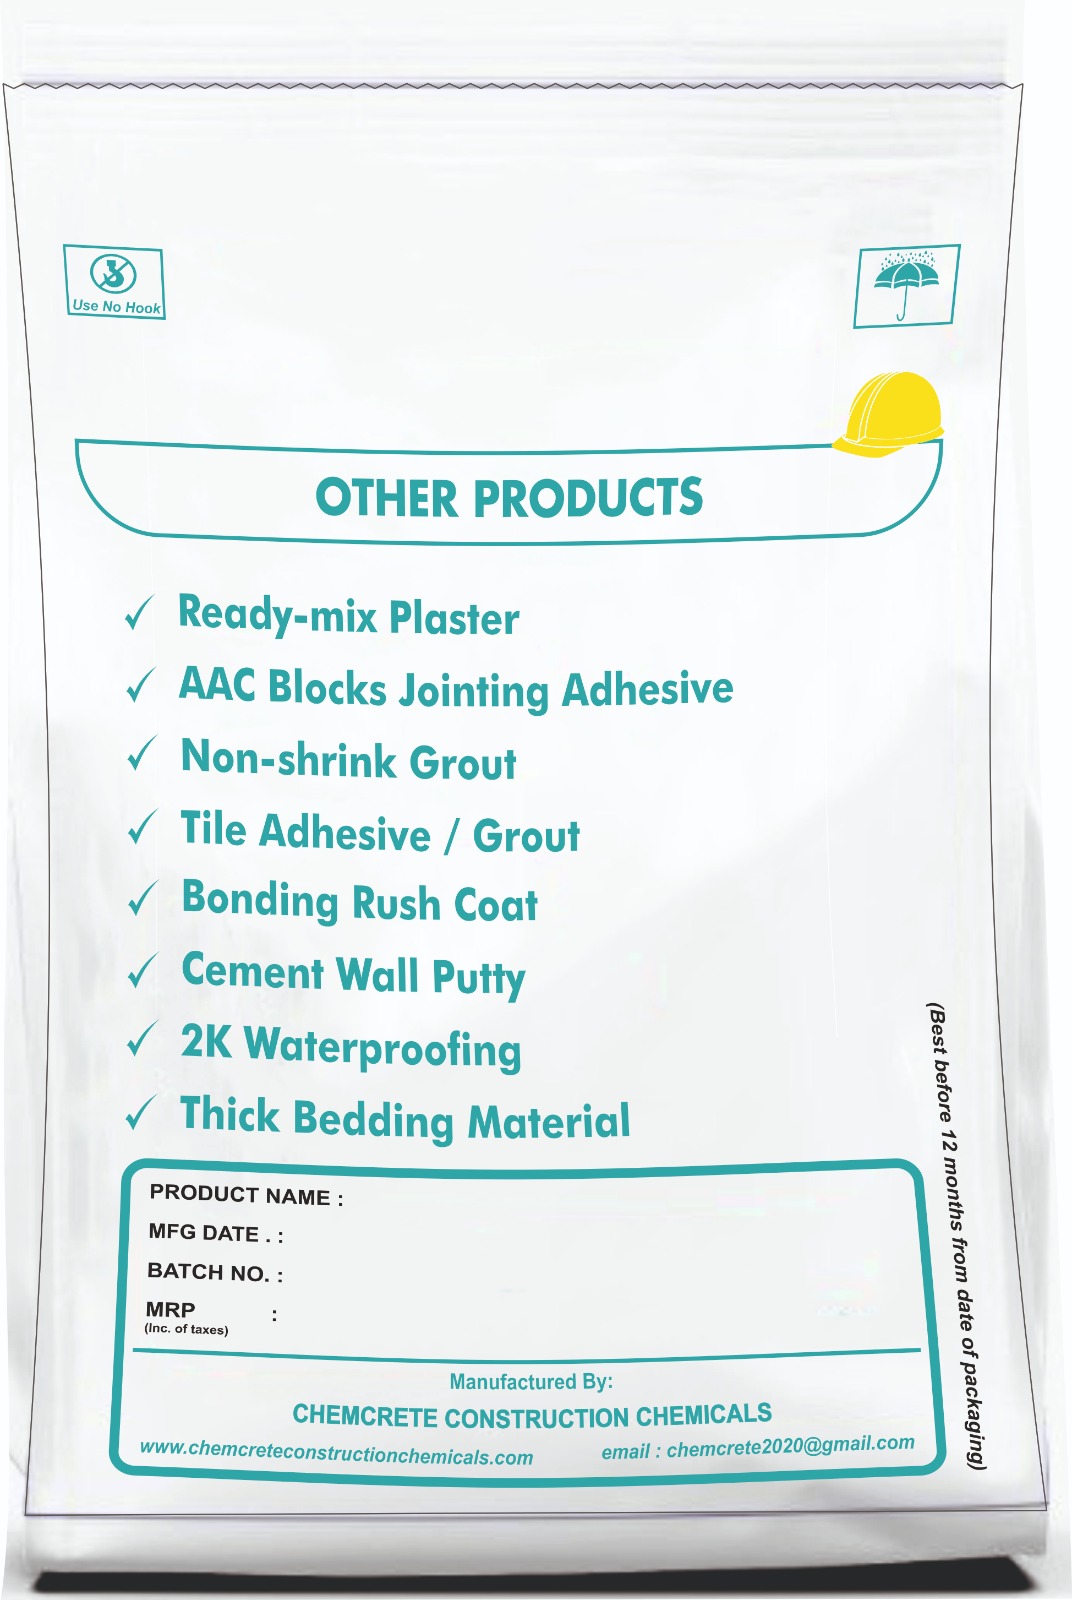 Use No Hook
OTHER PRODUCTS
Ready-mix Plaster
AAC Blocks Jointing Adhesive
Non-shrink Grout
Tile Adhesive / Grout
Bonding Rush Coat
Cement Wall Putty
2K Waterproofing
Thick Bedding Material
(Best before 12 months from date of packaging)
PRODUCT NAME :
MFG DATE . :
BATCH NO. :
MRP :
(Inc. of taxes)
Manufactured By:
CHEMCRETE CONSTRUCTION CHEMICALS
www.chemcreteconstructionchemicals.com
email : chemcrete2020@gmail.com